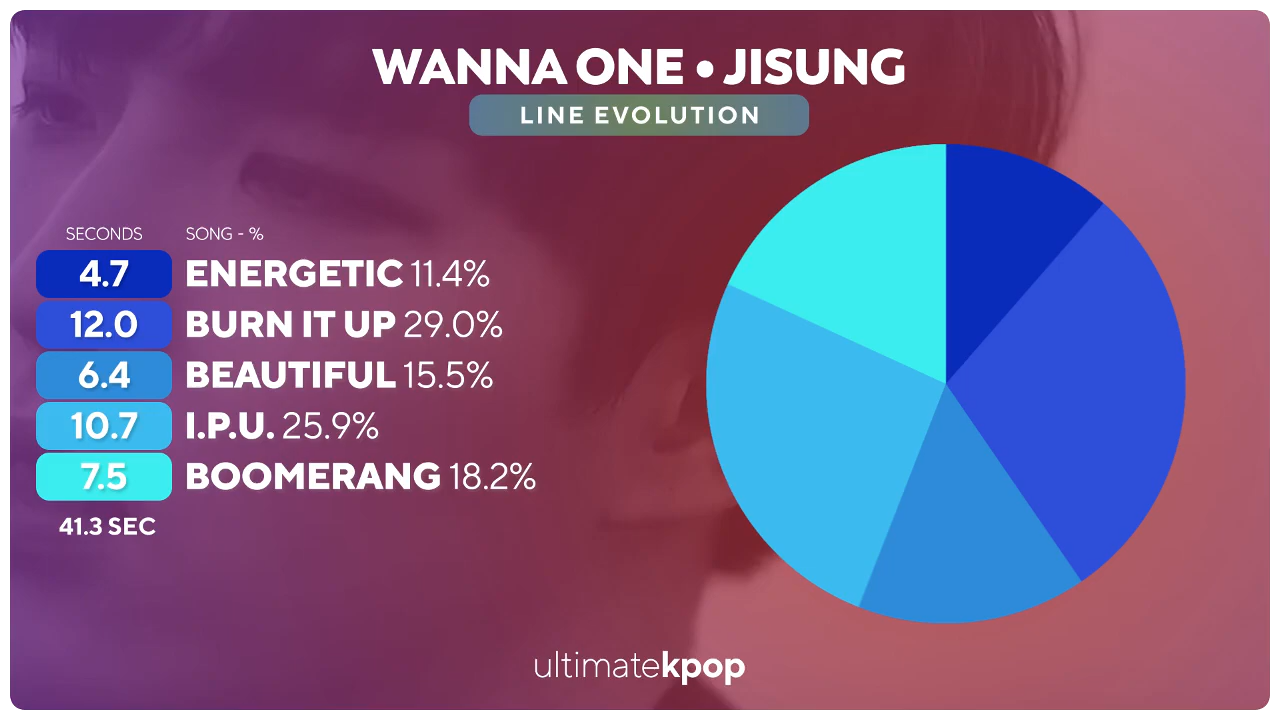 WANNA ONE • JISUNG
LINE EVOLUTION
SECONDS SONG - %
4.7 ENERGETIC 11.4%
12.0 BURN IT UP 29.0%
6.4 BEAUTIFUL 15.5%
10.7 I.P.U. 25.9%
7.5 BOOMERANG 18.2%
41.3 SEC
ultimatekpop